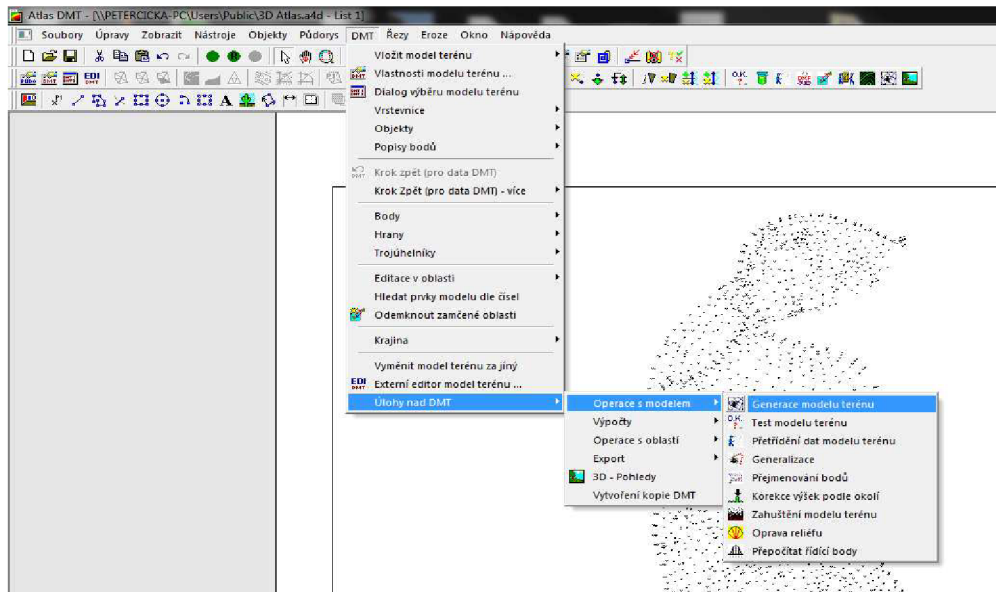 Atlas DMT - [\\PETERCICKA-PC\Users\Public\3D Atlas.a4d - List 1]
Soubory Úpravy Zobrazit Nástroje Objekty Půdorys DMT Řezy Eroze Okno Nápověda
Vložit model terénu
Vlastnosti modelu terénu ...
Dialog výběru modelu terénu
Vrstevnice
Objekty
Popisy bodů
Krok zpět (pro data DMT)
Krok Zpět (pro data DMT) - více
Body
Hrany
Trojúhelníky
Editace v oblasti
Hledat prvky modelu dle čísel
Odemknout zamčené oblasti
Krajina
Vyměnit model terénu za jiný
Externí editor model terénu ...
Úlohy nad DMT
Operace s modelem
Výpočty
Operace s oblastí
Export
3D - Pohledy
Vytvoření kopie DMT
Generace modelu terénu
Test modelu terénu
Přetřídění dat modelu terénu
Generalizace
Přejmenování bodů
Korekce výšek podle okolí
Zahuštění modelu terénu
Oprava reliéfu
Přepočítat řídící body